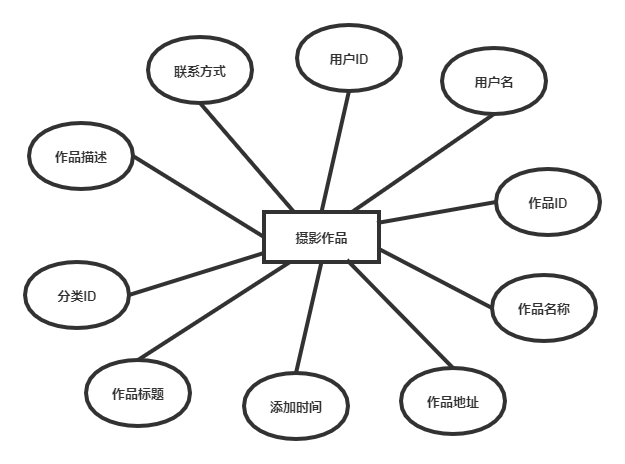 用户ID
联系方式
用户名
作品描述
作品ID
摄影作品
分类ID
作品名称
作品标题
添加时间
作品地址